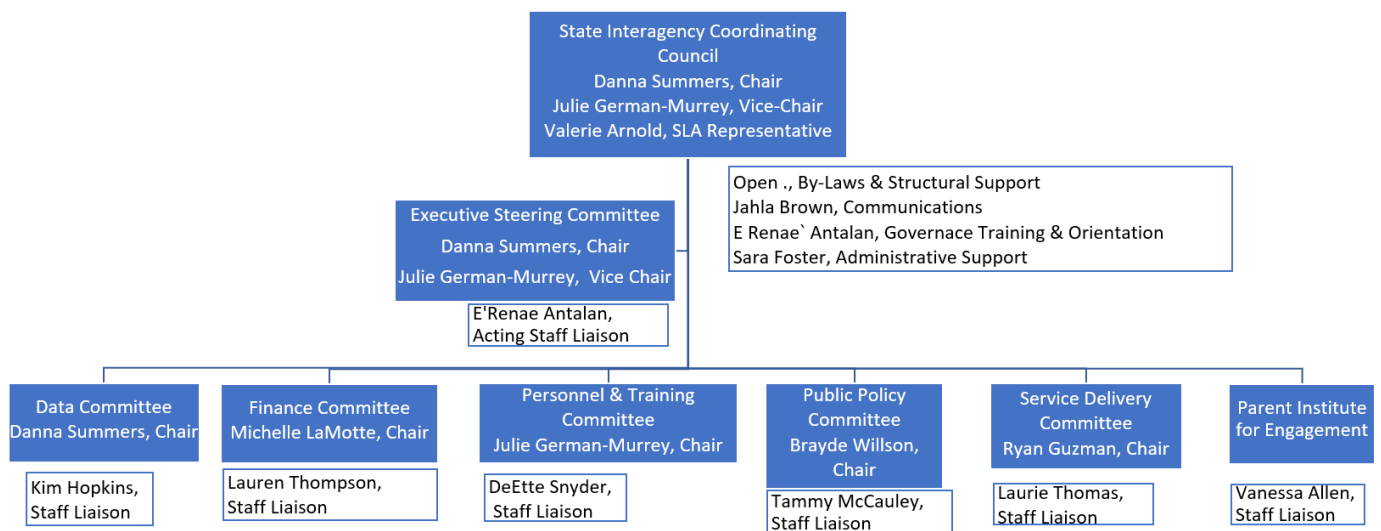 State Interagency Coordinating
Council
Danna Summers, Chair
Julie German-Murrey, Vice-Chair
Valerie Arnold, SLA Representative
Open ., By-Laws & Structural Support
Jahla Brown, Communications
E Renae` Antalan, Governace Training & Orientation
Sara Foster, Administrative Support
Executive Steering Committee
Danna Summers, Chair
Julie German-Murrey, Vice Chair
E'Renae Antalan,
Acting Staff Liaison
Data Committee
Danna Summers, Chair
Kim Hopkins,
Staff Liaison
Finance Committee
Michelle LaMotte, Chair
Lauren Thompson,
Staff Liaison
Personnel & Training
Committee
Julie German-Murrey, Chair
DeEtte Snyder,
Staff Liaison
Public Policy
Committee
Brayde Willson,
Chair
Tammy McCauley,
Staff Liaison
Service Delivery
Committee
Ryan Guzman, Chair
Laurie Thomas,
Staff Liaison
Parent Institute
for Engagement
Vanessa Allen,
Staff Liaison